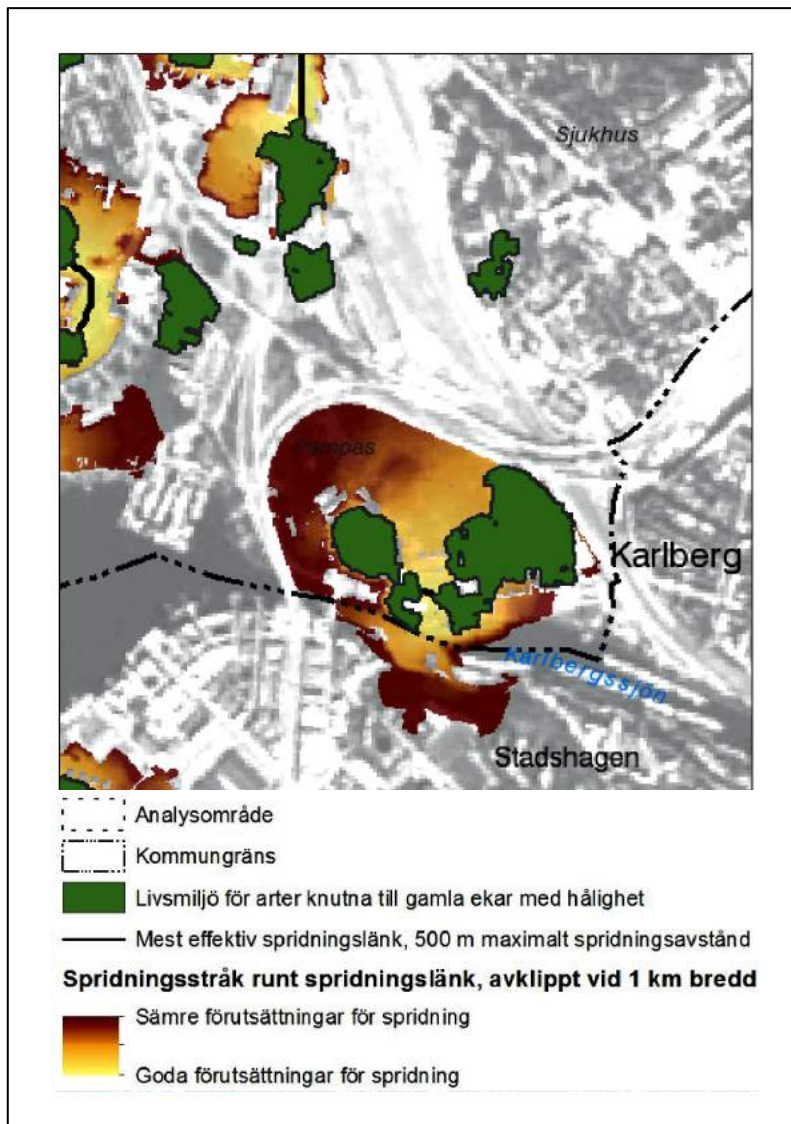 Sjukhus
Pampas
Karlberg
Karlbergssjön
Stadshagen
Analysområde
Kommungräns
Livsmiljö för arter knutna till gamla ekar med hålighet
Mest effektiv spridningslänk, 500 m maximalt spridningsavstånd
Spridningsstråk runt spridningslänk, avklippt vid 1 km bredd
Sämre förutsättningar för spridning
Goda förutsättningar för spridning